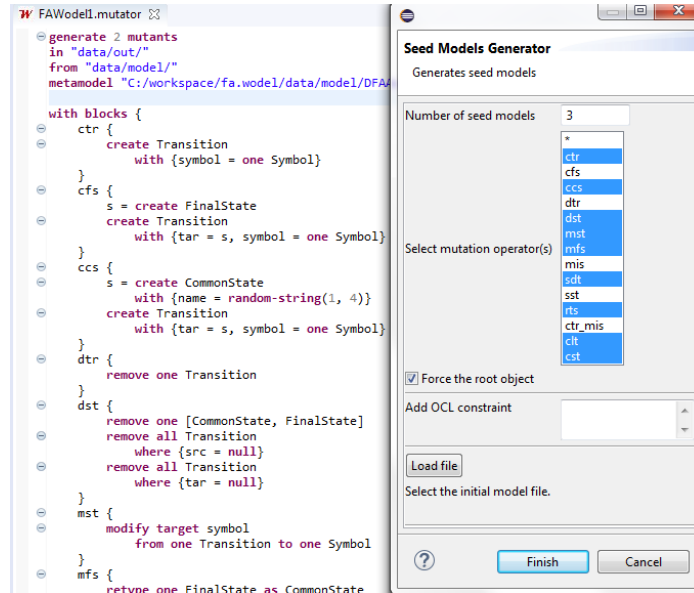 FAWodel1.mutator
generate 2 mutants
in "data/out/"
from "data/model/"
metamodel "C:/workspace/fa.wodel/data/model/DFAA
with blocks {
ctr {
create Transition
with {symbol = one Symbol}
}
cfs {
s = create FinalState
create Transition
with {tar = s, symbol = one Symbol}
}
ccs {
s = create CommonState
with {name = random-string(1, 4)}
create Transition
with {tar = s, symbol = one Symbol}
}
dtr {
remove one Transition
}
dst {
remove one [CommonState, FinalState]
remove all Transition
where {src = null}
remove all Transition
where {tar = null}
}
mst {
modify target symbol
from one Transition to one Symbol
}
mfs {
retype one FinalState as CommonState
Seed Models Generator
Generates seed models
Number of seed models 3
Select mutation operator(s)
*
ctr
cfs
ccs
dtr
dst
mst
mfs
mis
sdt
sst
rts
ctr_mis
clt
cst
Force the root object
Add OCL constraint
Load file
Select the initial model file.
? Finish Cancel